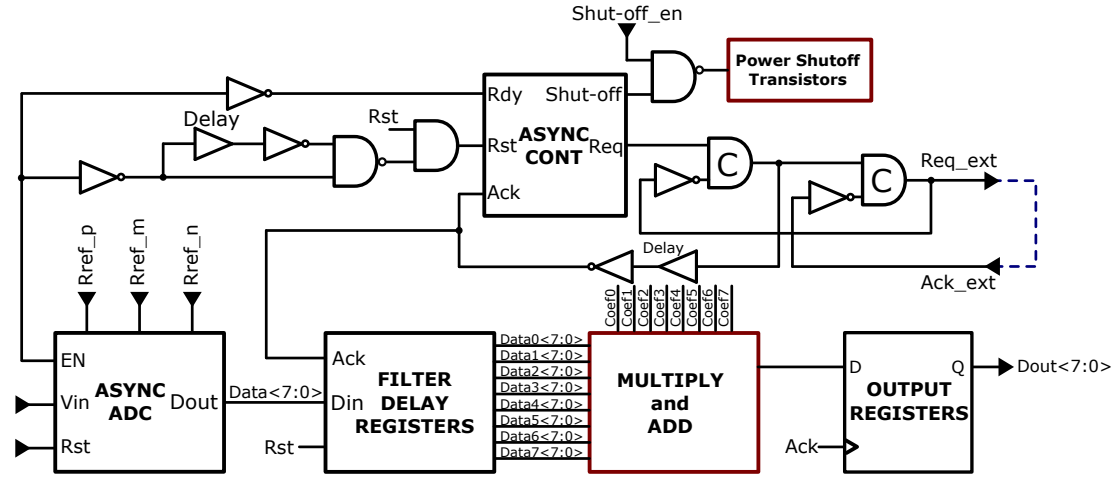 Shut-off_en
Power Shutoff
Transistors
Rdy
Shut-off
Delay
Rst
Rst
ASYNC
CONT
Req
C
C
Req_ext
Ack
Rref_p
Rref_m
Rref_n
Delay
Ack_ext
Coef0
Coef1
Coef2
Coef3
Coef4
Coef5
Coef6
Coef7
EN
Vin
Rst
ASYNC
ADC
Dout
Data<7:0>
Ack
Din
Rst
FILTER
DELAY
REGISTERS
Data0<7:0>
Data1<7:0>
Data2<7:0>
Data3<7:0>
Data4<7:0>
Data5<7:0>
Data6<7:0>
Data7<7:0>
MULTIPLY
and
ADD
D
Q
OUTPUT
REGISTERS
Ack
Dout<7:0>